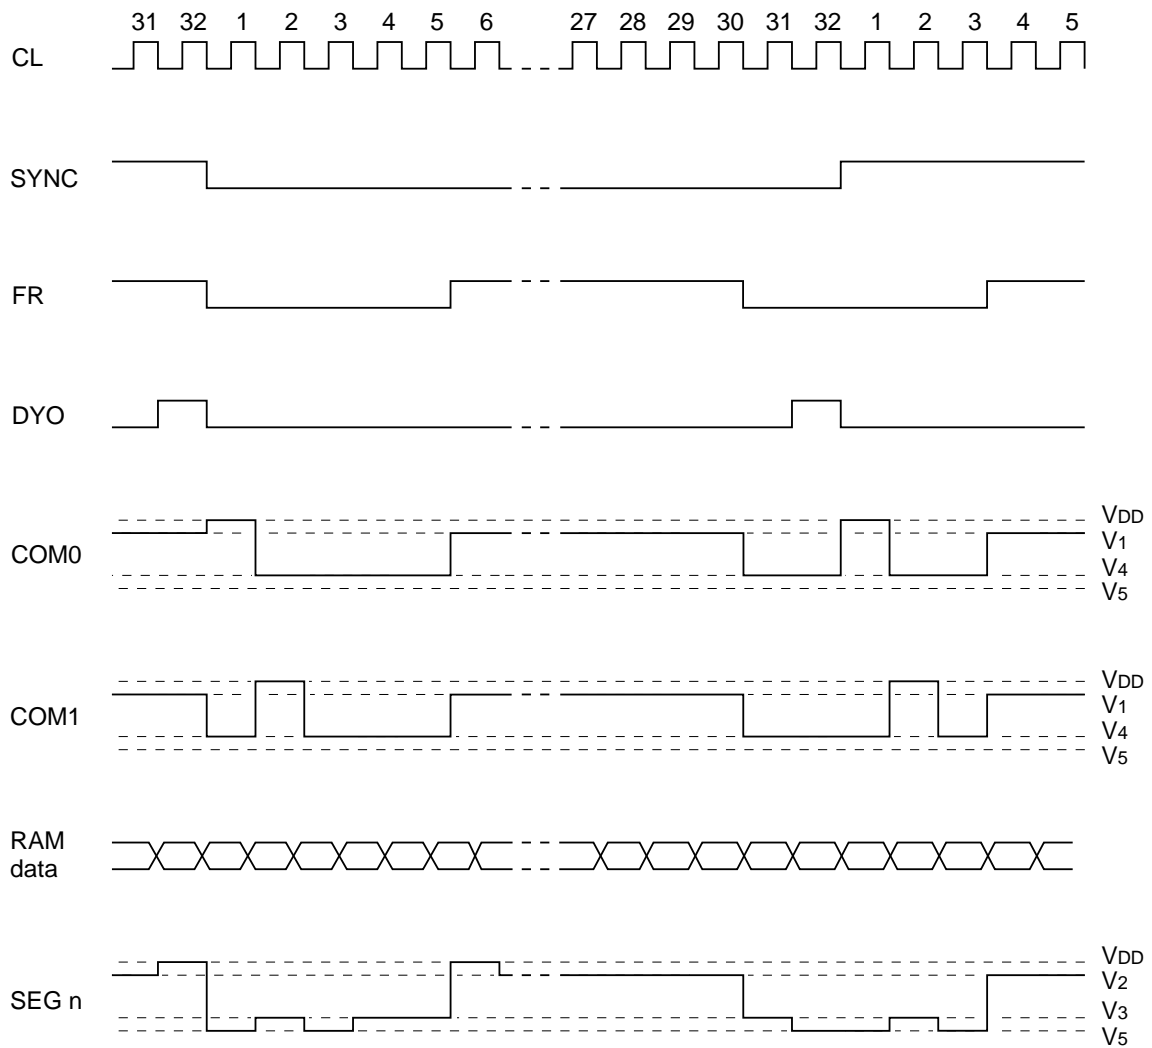 31 32 1 2 3 4 5 6 27 28 29 30 31 32 1 2 3 4 5
CL
SYNC
FR
DYO
COM0
VDD
V1
V4
V5
COM1
VDD
V1
V4
V5
RAM
data
SEG n
VDD
V2
V3
V5